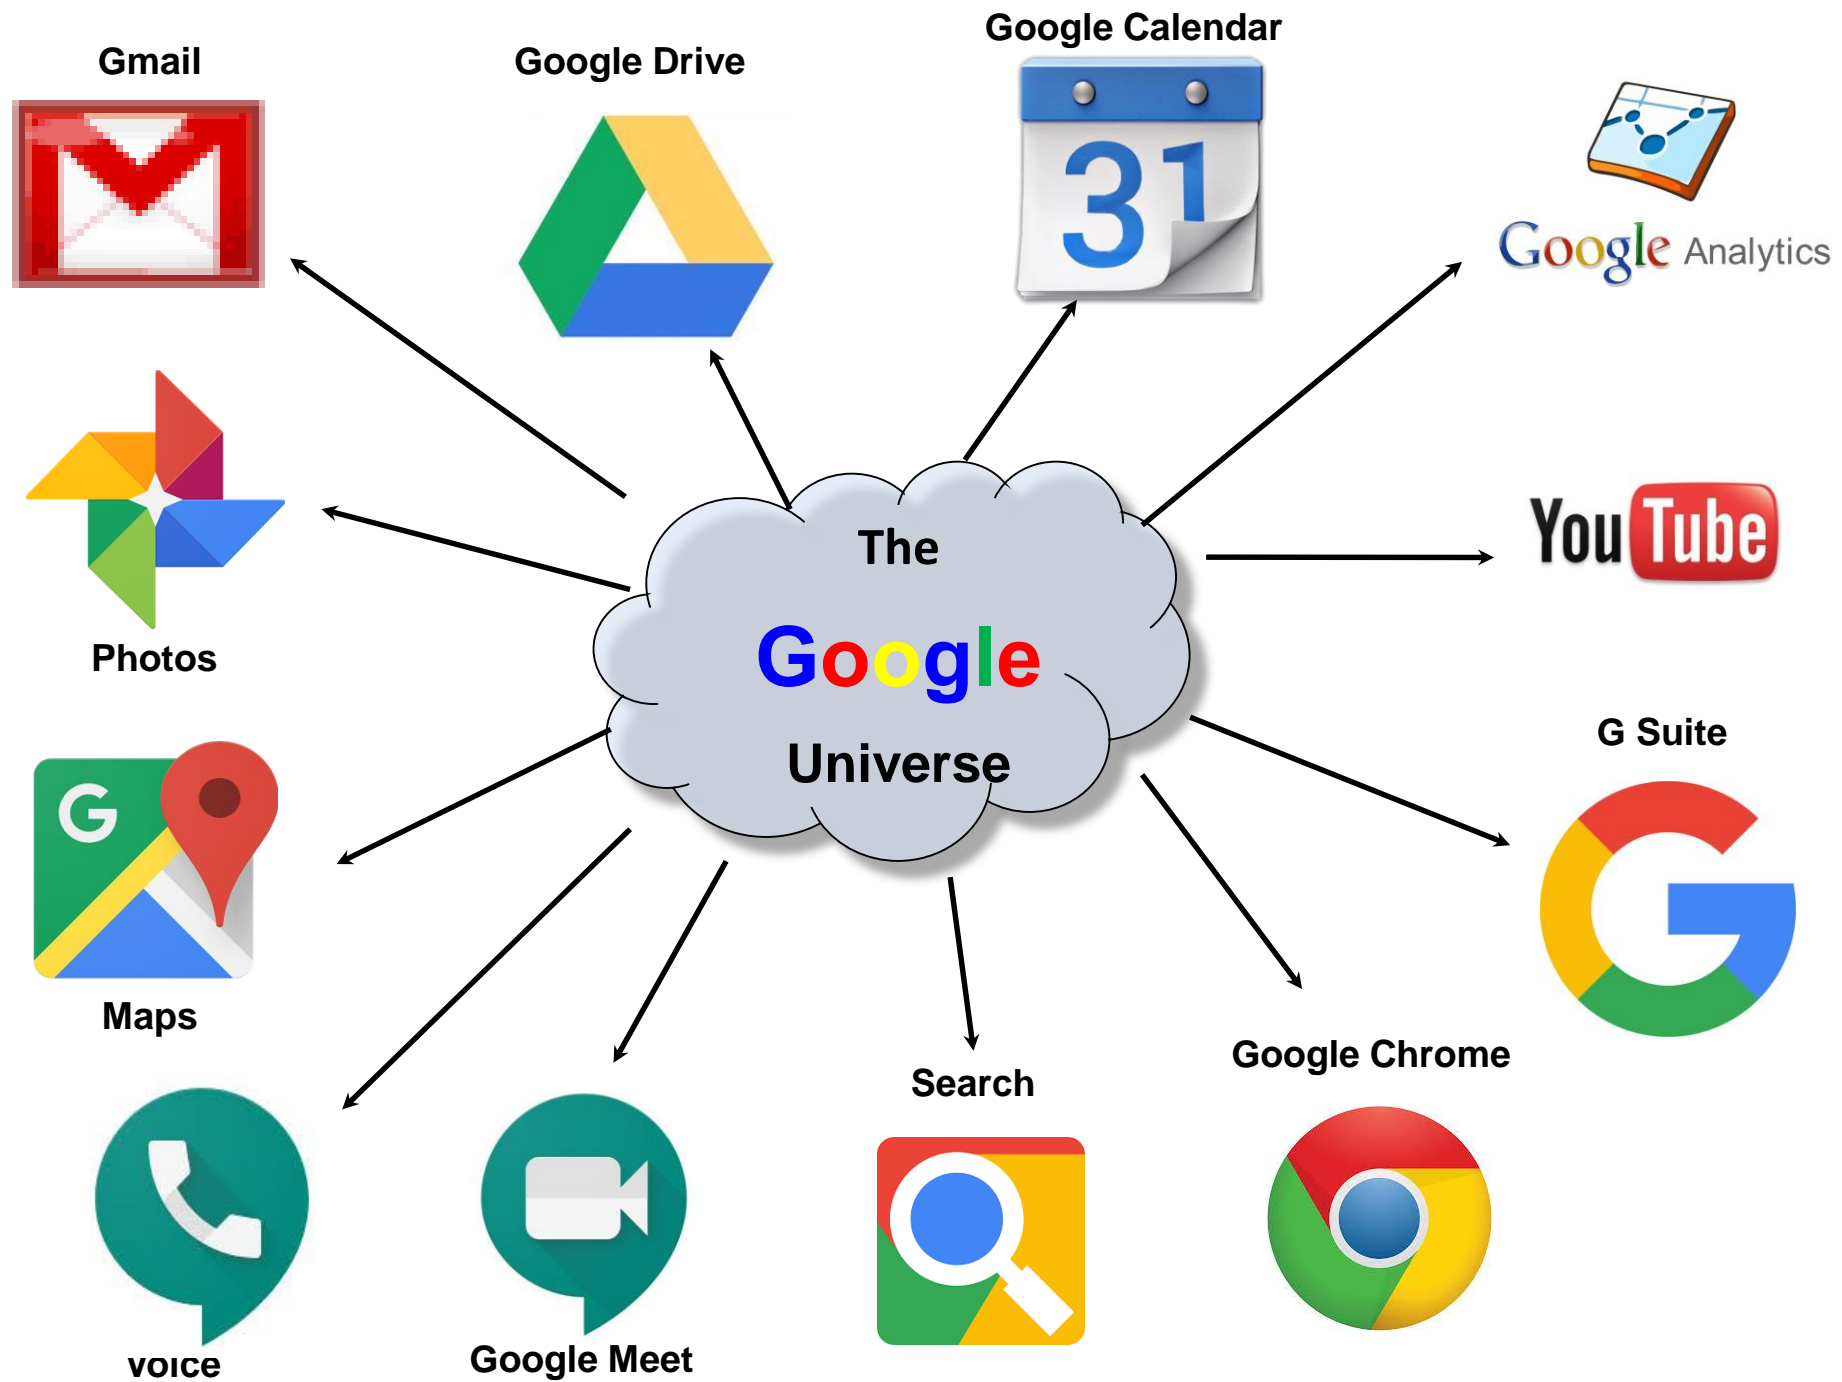 Google Calendar
Gmail
Google Drive
31
Google Analytics
The
YouTube
Google
Photos
G Suite
Universe
G
Maps
Google Chrome
Search
Voice
Google Meet